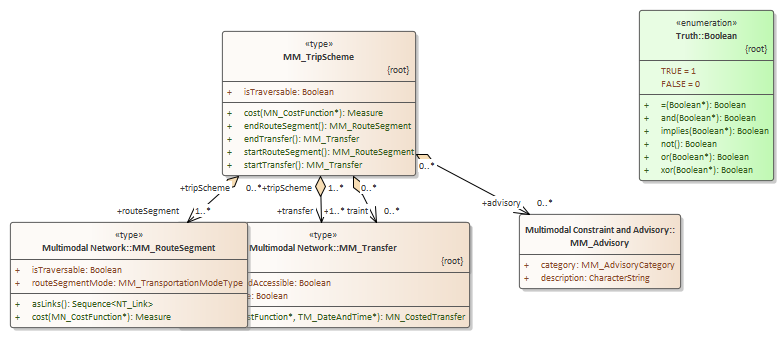 «type»
MM_TripScheme
{root}
+ isTraversable: Boolean
+ cost(MN_CostFunction*): Measure
+ endRouteSegment(): MM_RouteSegment
+ endTransfer(): MM_Transfer
+ startRouteSegment(): MM_RouteSegment
+ startTransfer(): MM_Transfer
«enumeration»
Truth::Boolean
{root}
TRUE = 1
FALSE = 0
+ =(Boolean*): Boolean
+ and(Boolean*): Boolean
+ implies(Boolean*): Boolean
+ not(): Boolean
+ or(Boolean*): Boolean
+ xor(Boolean*): Boolean
+tripScheme 0..* +tripScheme 1..* 0..*
0..*
+routeSegment 1..* +transfer +1..* traint 0..*
+advisory 0..*
«type»
Multimodal Network::MM_RouteSegment
+ isTraversable: Boolean
+ routeSegmentMode: MM_TransportationModeType
+ asLinks(): Sequence<NT_Link>
+ cost(MN_CostFunction*): Measure
«type»
Multimodal Network::MM_Transfer
{root}
dAccessible: Boolean
e: Boolean
stFunction*, TM_DateAndTime*): MN_CostedTransfer
Multimodal Constraint and Advisory::
MM_Advisory
+ category: MM_AdvisoryCategory
+ description: CharacterString